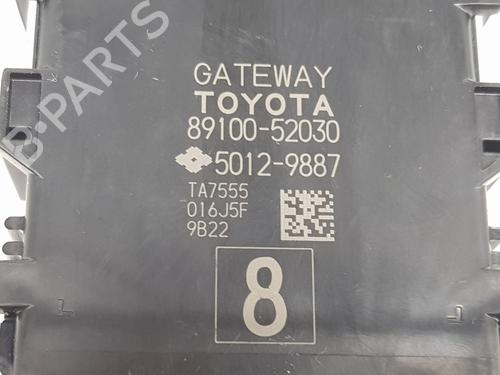 GATEWAY
TOYOTA
89100-52030
5012-9887
TA7555
016J5F
9B22
8
B-PARTS